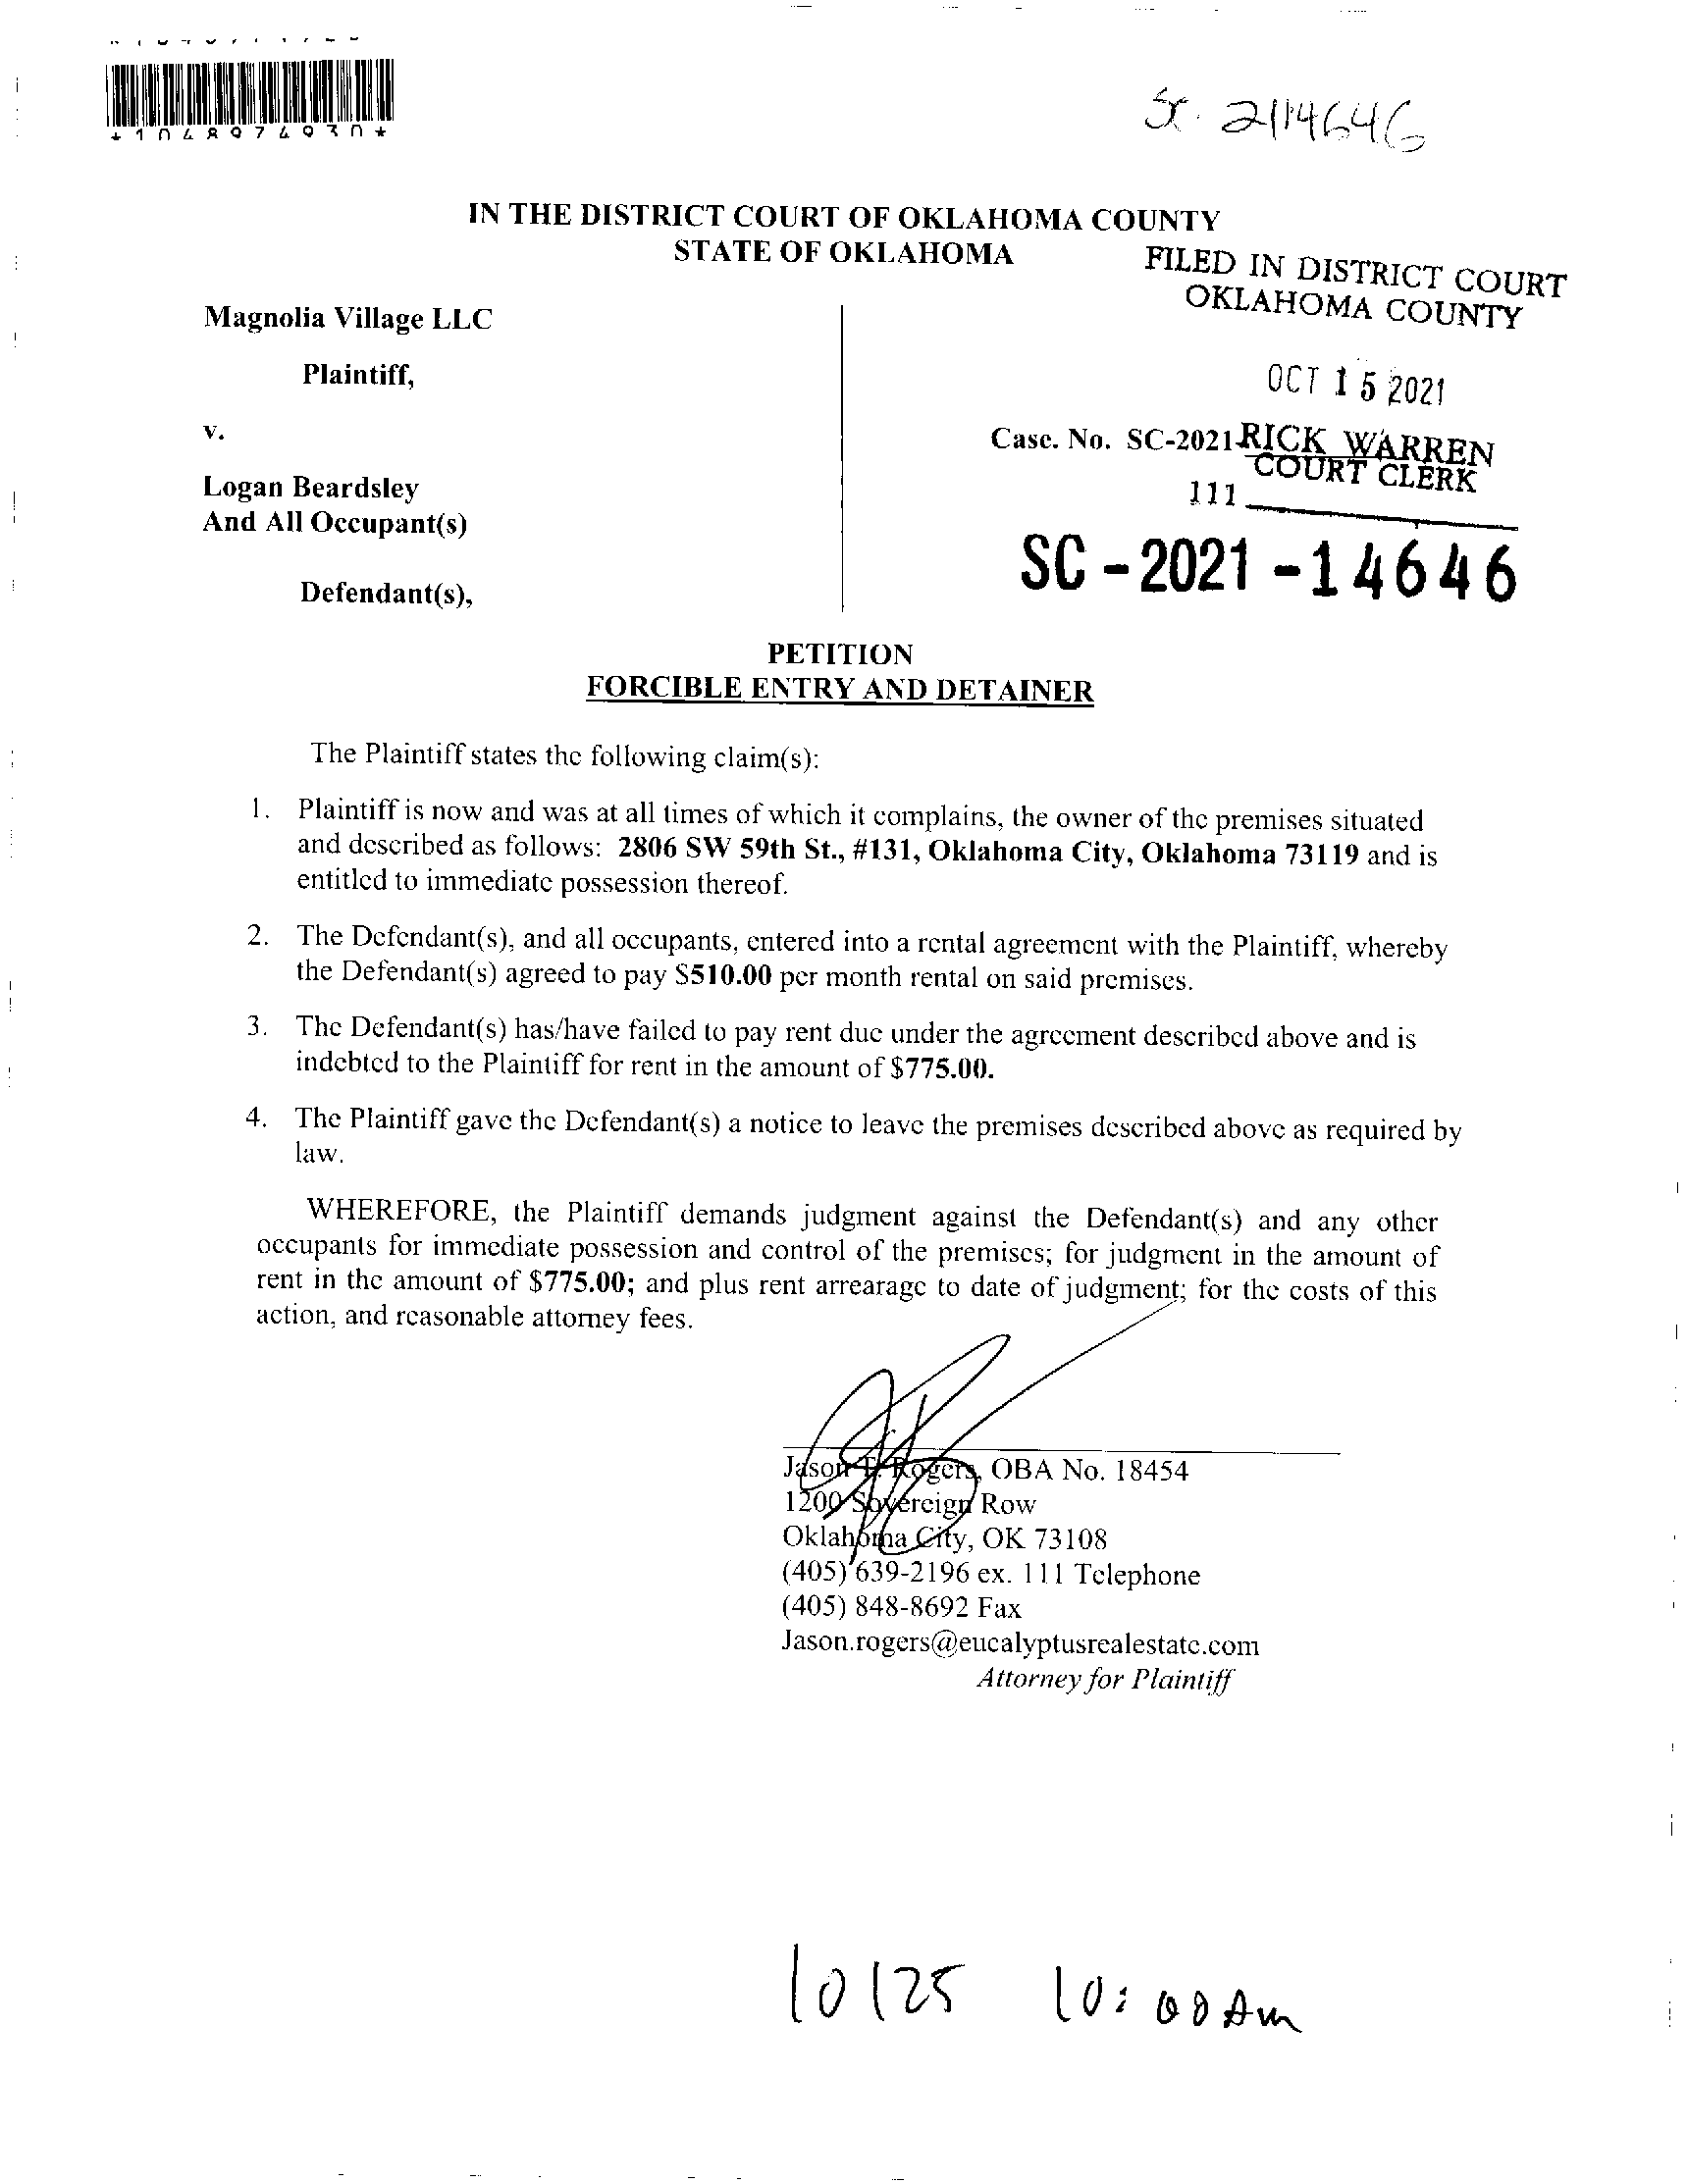 *1048974930*
SC. 2114646
IN THE DISTRICT COURT OF OKLAHOMA COUNTY
STATE OF OKLAHOMA
FILED IN DISTRICT COURT
OKLAHOMA COUNTY
Magnolia Village LLC
Plaintiff,
OCT 15 2021
v.
Case. No. SC-2021-
RICK WARREN
COURT CLERK
Logan Beardsley
111
And All Occupant(s)
SC-2021-14646
Defendant(s),
PETITION
FORCIBLE ENTRY AND DETAINER
The Plaintiff states the following claim(s):
1. Plaintiff is now and was at all times of which it complains, the owner of the premises situated
and described as follows: 2806 SW 59th St., #131, Oklahoma City, Oklahoma 73119 and is
entitled to immediate possession thereof.
2. The Defendant(s), and all occupants, entered into a rental agreement with the Plaintiff, whereby
the Defendant(s) agreed to pay $510.00 per month rental on said premises.
3. The Defendant(s) has/have failed to pay rent due under the agreement described above and is
indebted to the Plaintiff for rent in the amount of $775.00.
4. The Plaintiff gave the Defendant(s) a notice to leave the premises described above as required by
law.
WHEREFORE, the Plaintiff demands judgment against the Defendant(s) and any other
occupants for immediate possession and control of the premises; for judgment in the amount of
rent in the amount of $775.00; and plus rent arrearage to date of judgment; for the costs of this
action, and reasonable attorney fees.
Jason Rogers, OBA No. 18454
1200 Sovereign Row
Oklahoma City, OK 73108
(405) 639-2196 ex. 111 Telephone
(405) 848-8692 Fax
Jason.rogers@eucalyptusrealestate.com
Attorney for Plaintiff
10/25 10:00 Am